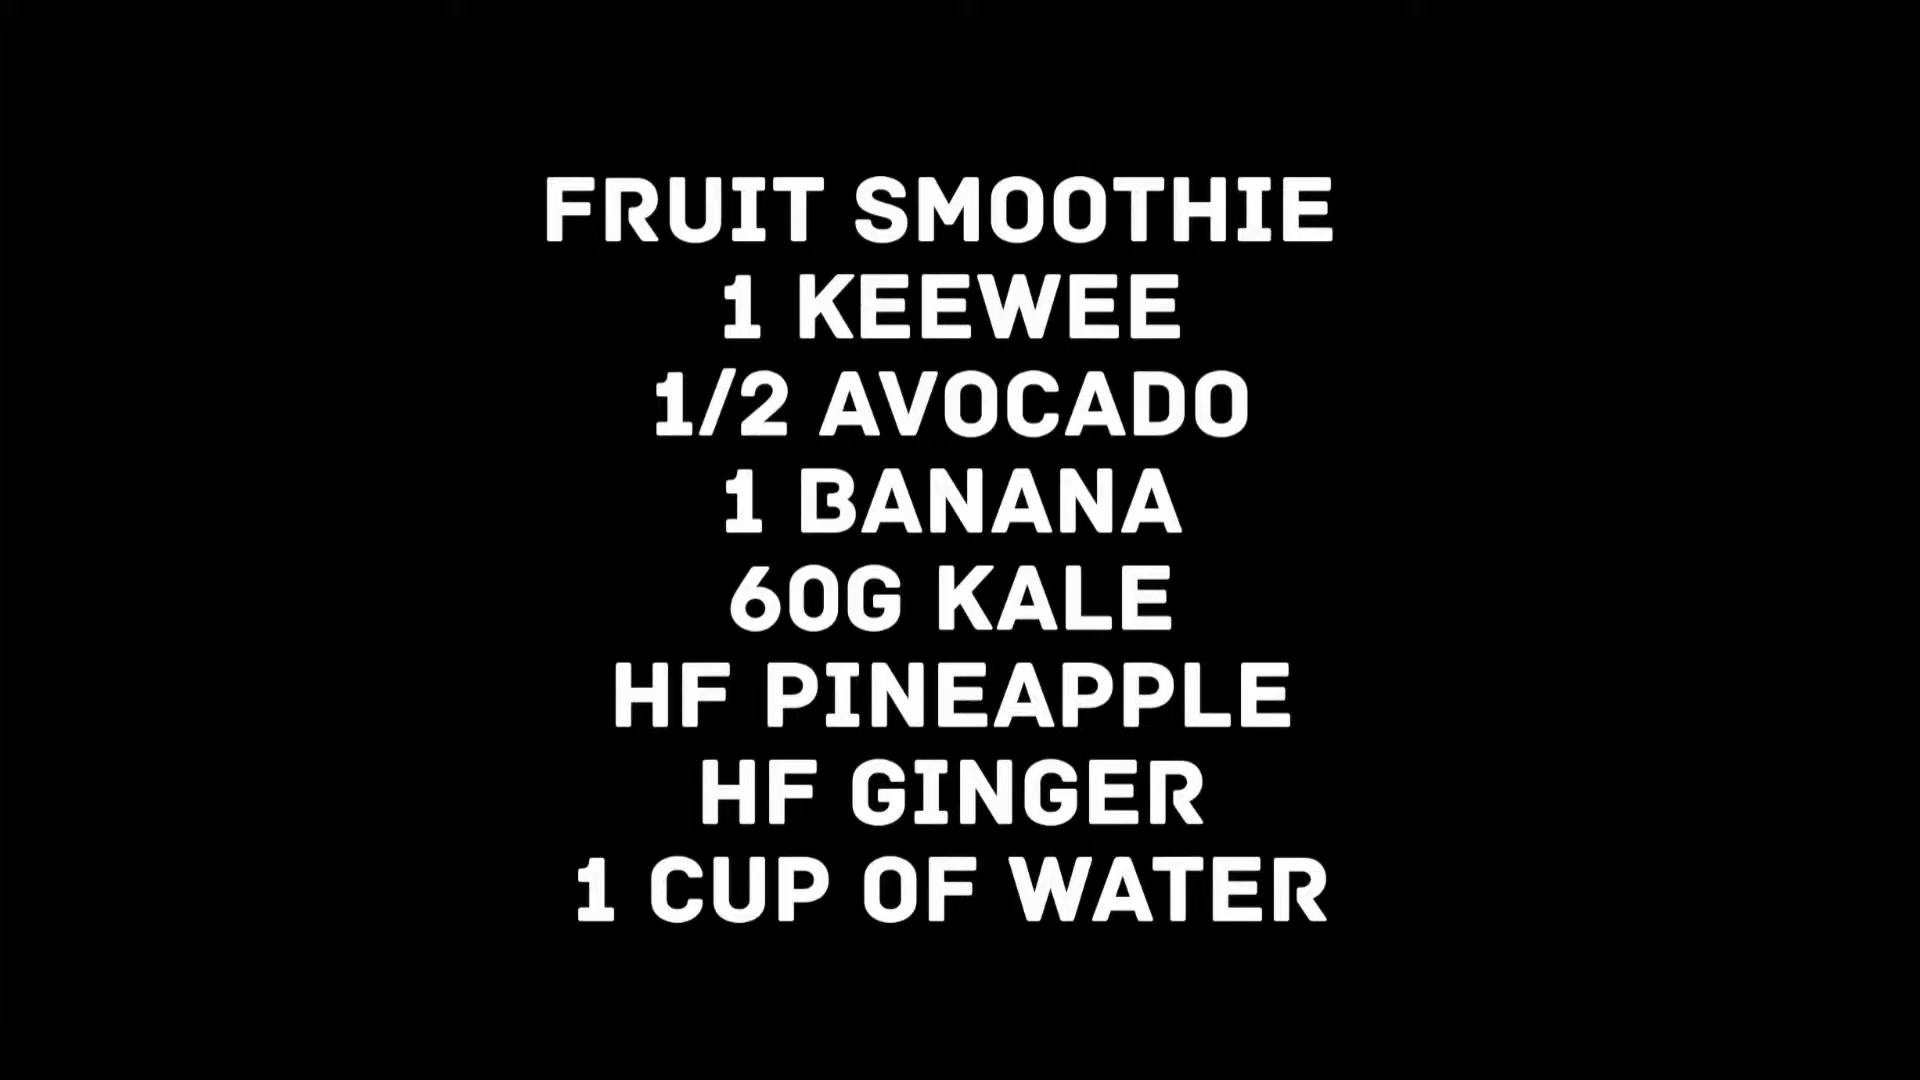 FRUIT SMOOTHIE
1 KEEWEE
1/2 AVOCADO
1 BANANA
60G KALE
HF PINEAPPLE
HF GINGER
1 CUP OF WATER